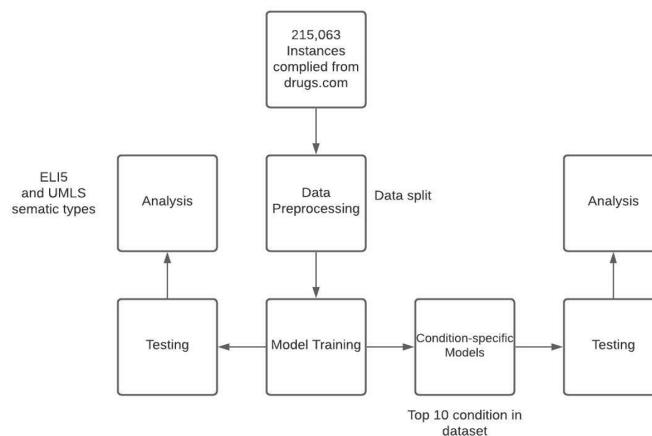 215,063
Instances
complied from
drugs.com
ELI5
and UMLS
sematic types
Analysis
Data
Preprocessing
Data split
Analysis
Testing
Model Training
Condition-specific
Models
Testing
Top 10 condition in
dataset